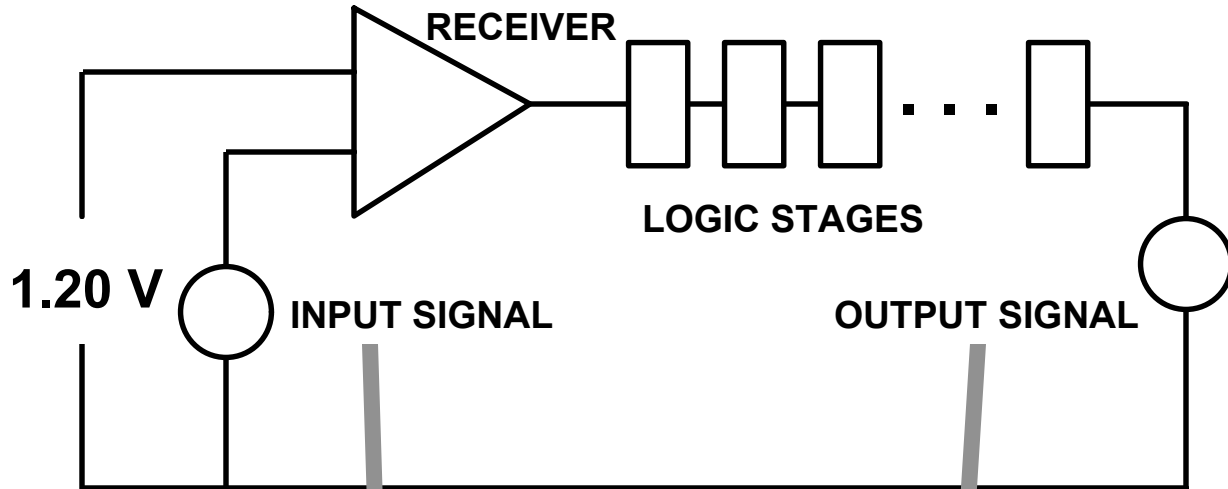 RECEIVER
LOGIC STAGES
1.20 V
INPUT SIGNAL
OUTPUT SIGNAL